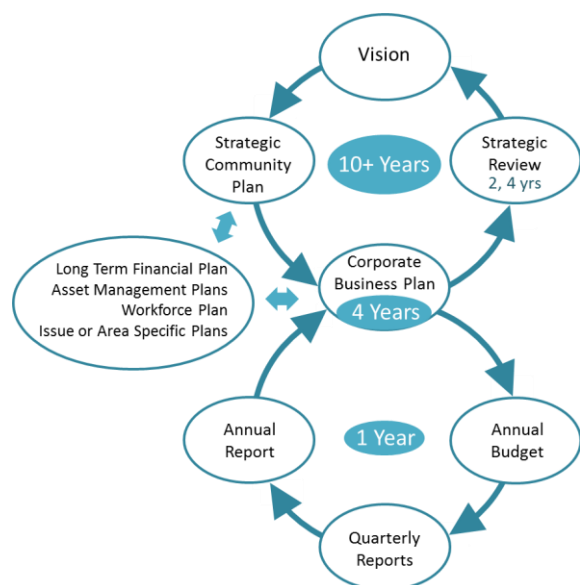 Vision
Strategic
Community
Plan
10+ Years
Strategic
Review
2, 4 yrs
Long Term Financial Plan
Asset Management Plans
Workforce Plan
Issue or Area Specific Plans
Corporate
Business Plan
4 Years
Annual
Report
1 Year
Annual
Budget
Quarterly
Reports